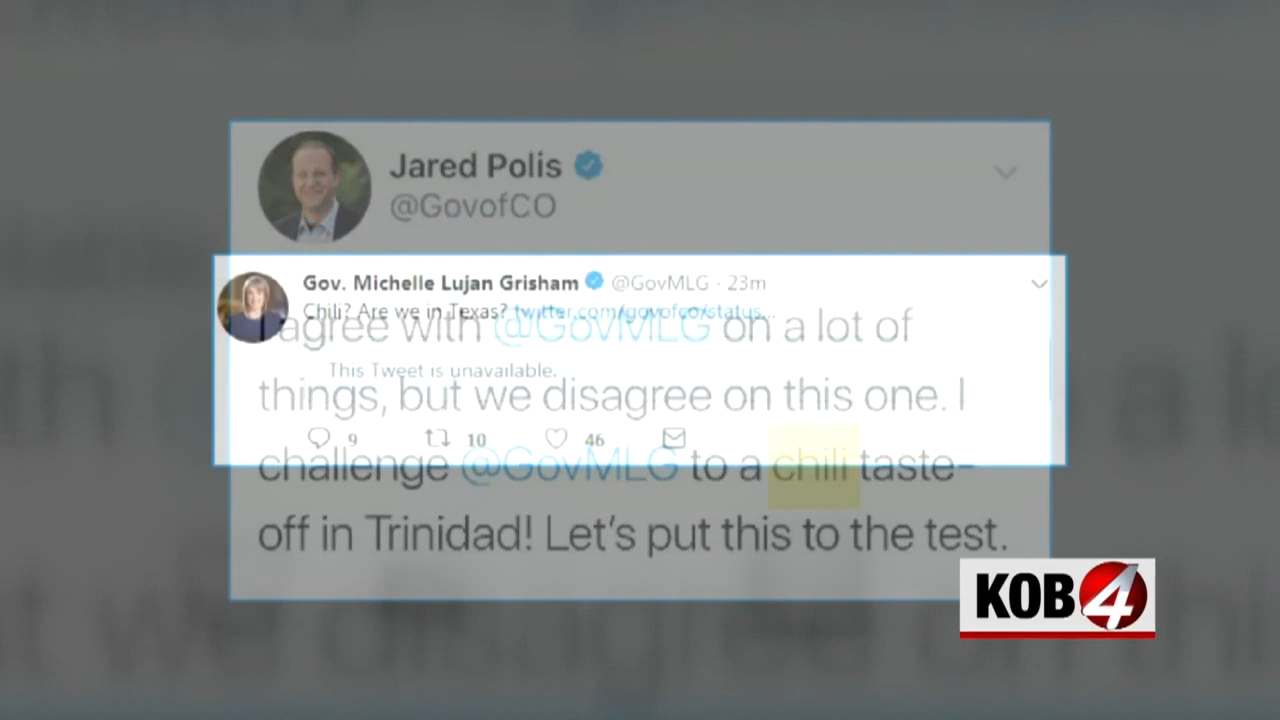 Jared Polis
@GovofCO
Gov. Michelle Lujan Grisham @GovMLG · 23m
Chili? Are we in Texas? twitter.com/govofco/status...
I agree with @GovMLG on a lot of
This Tweet is unavailable.
things, but we disagree on this one. I
9 10 46
challenge @GovMLG to a chili taste-
off in Trinidad! Let's put this to the test.
KOB 4